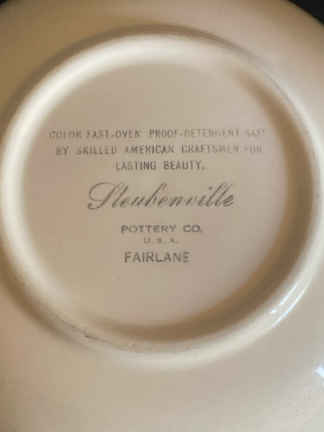 COLOR FAST-OVEN PROOF-DETERGENT SAFE
BY SKILLED AMERICAN CRAFTSMEN FOR
LASTING BEAUTY.
Steubenville
POTTERY CO.
U.S.A.
FAIRLANE